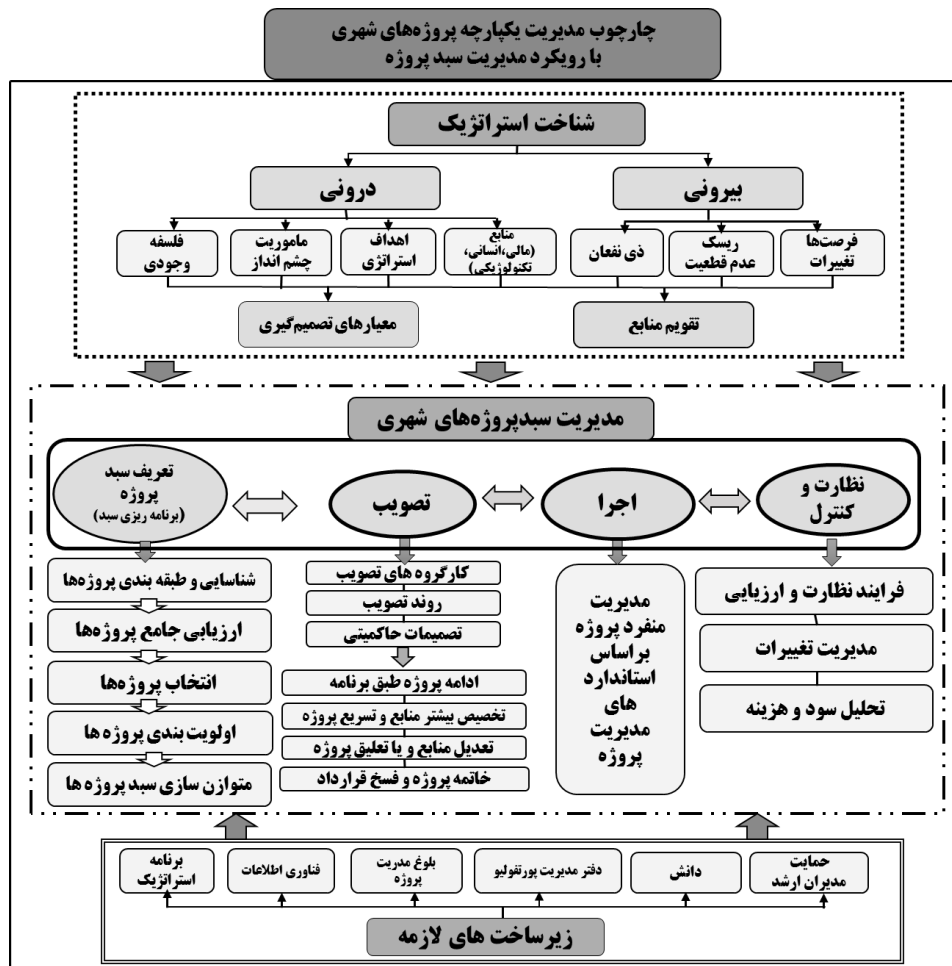 چارچوب مدیریت یکپارچه پروژه‌های شهری
با رویکرد مدیریت سبد پروژه
شناخت استراتژیک
بیرونی
درونی
فرصت‌ها
تغییرات
ریسک
عدم قطعیت
ذی نفعان
منابع
(مالی،انسانی،
تکنولوژیکی)
اهداف
استراتژی
ماموریت
چشم انداز
فلسفه
وجودی
تقویم منابع
معیارهای تصمیم‌گیری
مدیریت سبدپروژه‌های شهری
تعریف سبد
پروژه
(برنامه ریزی سبد)
تصویب
اجرا
نظارت و
کنترل
شناسایی و طبقه بندی پروژه‌ها
ارزیابی جامع پروژه‌ها
انتخاب پروژه‌ها
اولویت بندی پروژه ها
متوازن سازی سبد پروژه ها
کارگروه های تصویب
روند تصویب
تصمیمات حاکمیتی
ادامه پروژه طبق برنامه
تخصیص بیشتر منابع و تسریع پروژه
تعدیل منابع و یا تعلیق پروژه
خاتمه پروژه و فسخ قرارداد
مدیریت
منفرد پروژه
براساس
استاندارد
های
مدیریت
پروژه
فرایند نظارت و ارزیابی
مدیریت تغییرات
تحلیل سود و هزینه
حمایت
مدیران ارشد
دانش
دفتر مدیریت پورتفولیو
بلوغ مدریت
پروژه
فناوری اطلاعات
برنامه
استراتژیک
زیرساخت های لازمه